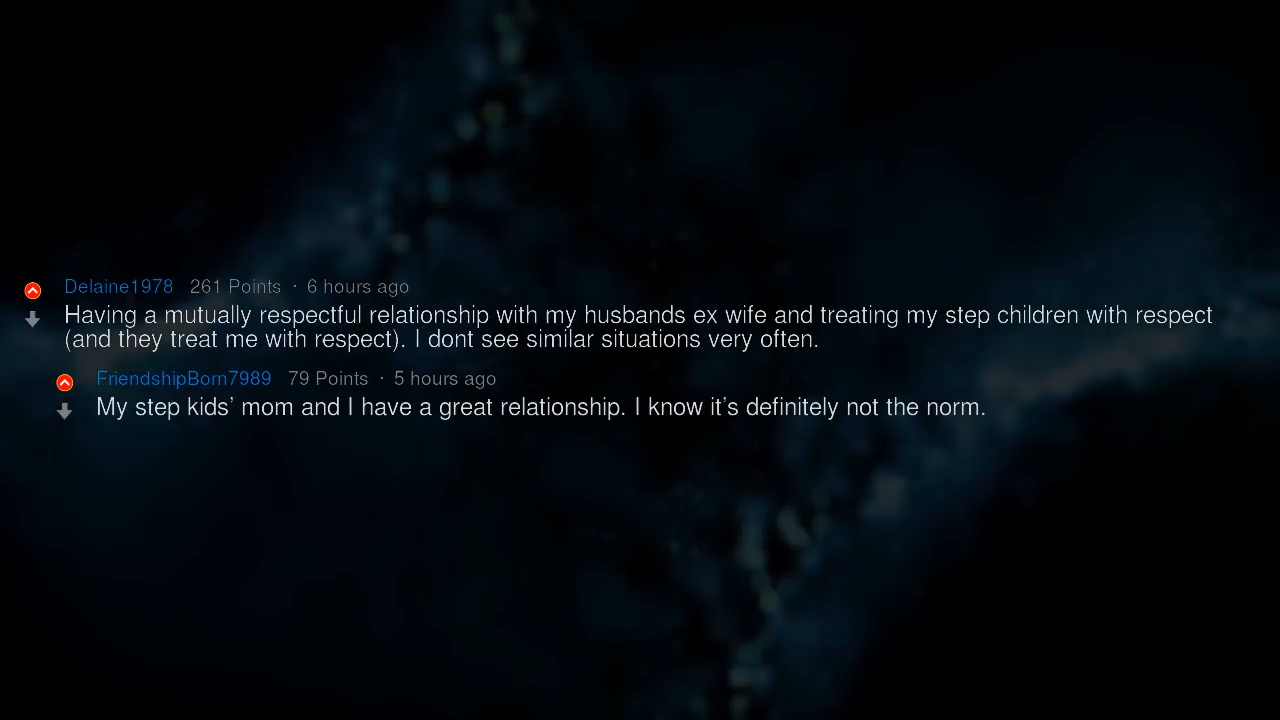 Delaine1978 261 Points · 6 hours ago
Having a mutually respectful relationship with my husbands ex wife and treating my step children with respect
(and they treat me with respect). I dont see similar situations very often.
FriendshipBorn7989 79 Points · 5 hours ago
My step kids’ mom and I have a great relationship. I know it’s definitely not the norm.